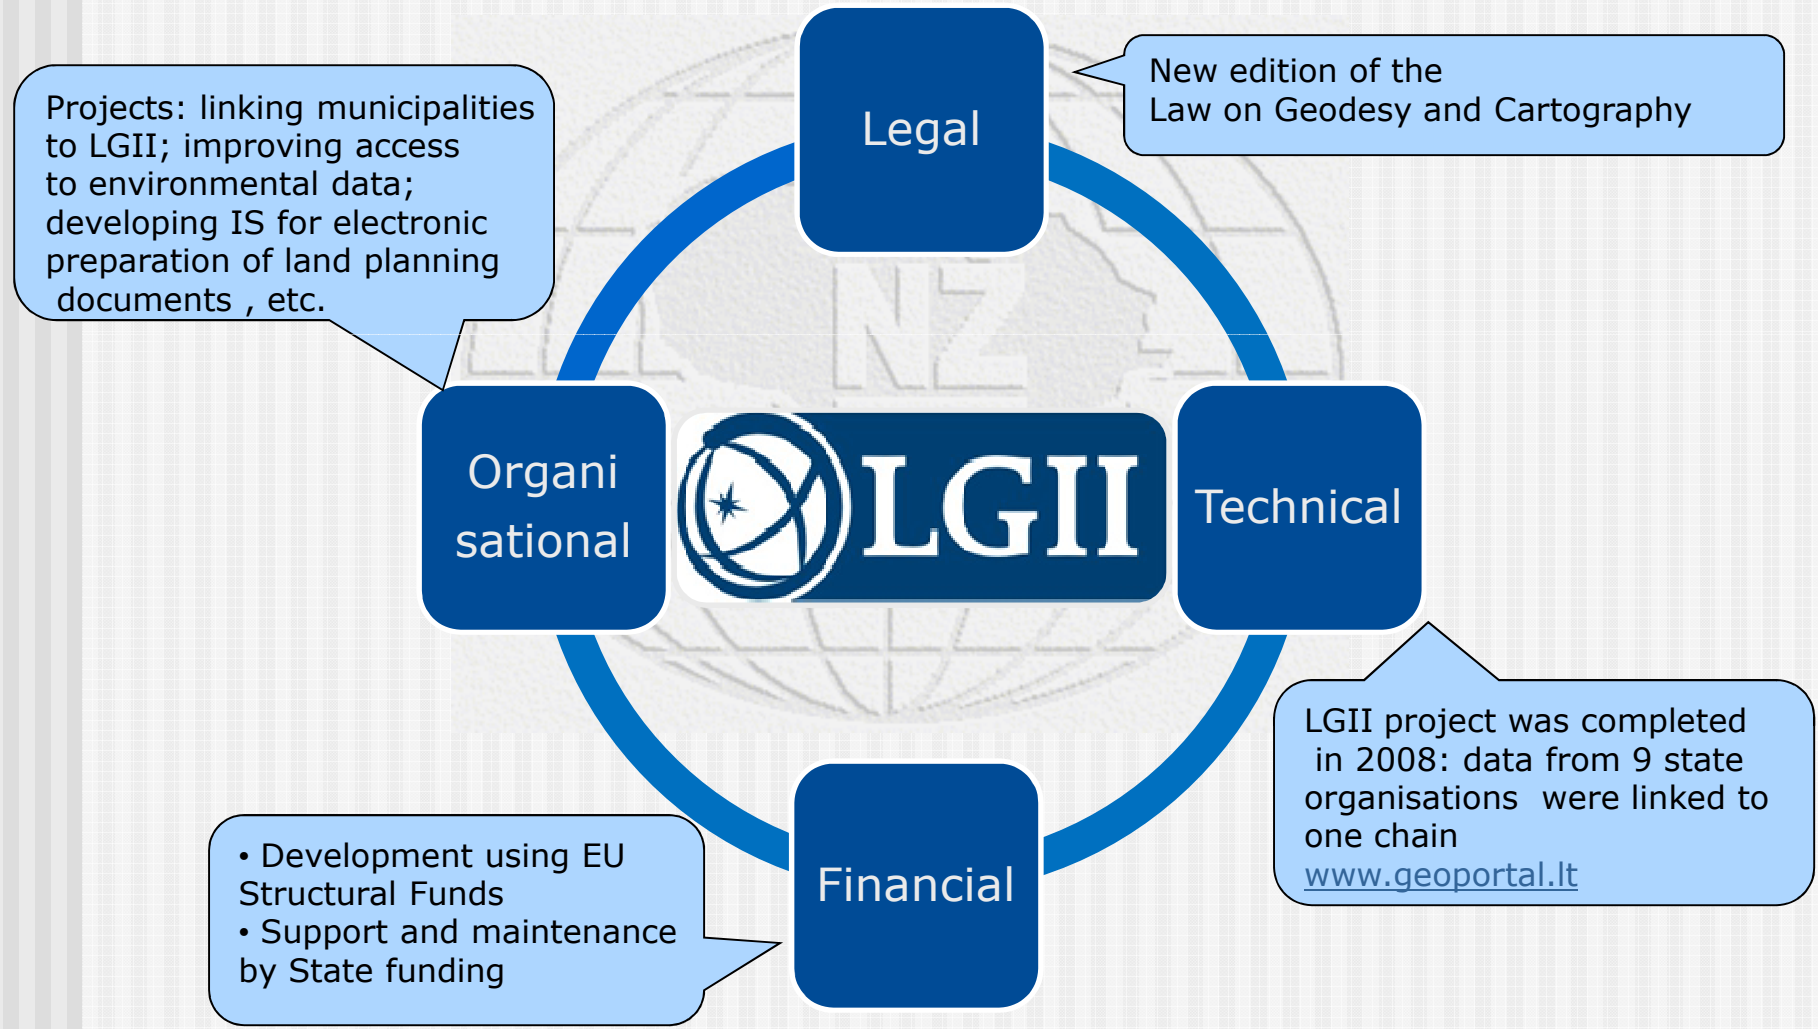 Legal
New edition of the
Law on Geodesy and Cartography
Projects: linking municipalities
to LGII; improving access
to environmental data;
developing IS for electronic
preparation of land planning
documents , etc.
NZ
Organi
sational
LGII
Technical
LGII project was completed
in 2008: data from 9 state
organisations were linked to
one chain
www.geoportal.lt
Financial
• Development using EU
Structural Funds
• Support and maintenance
by State funding